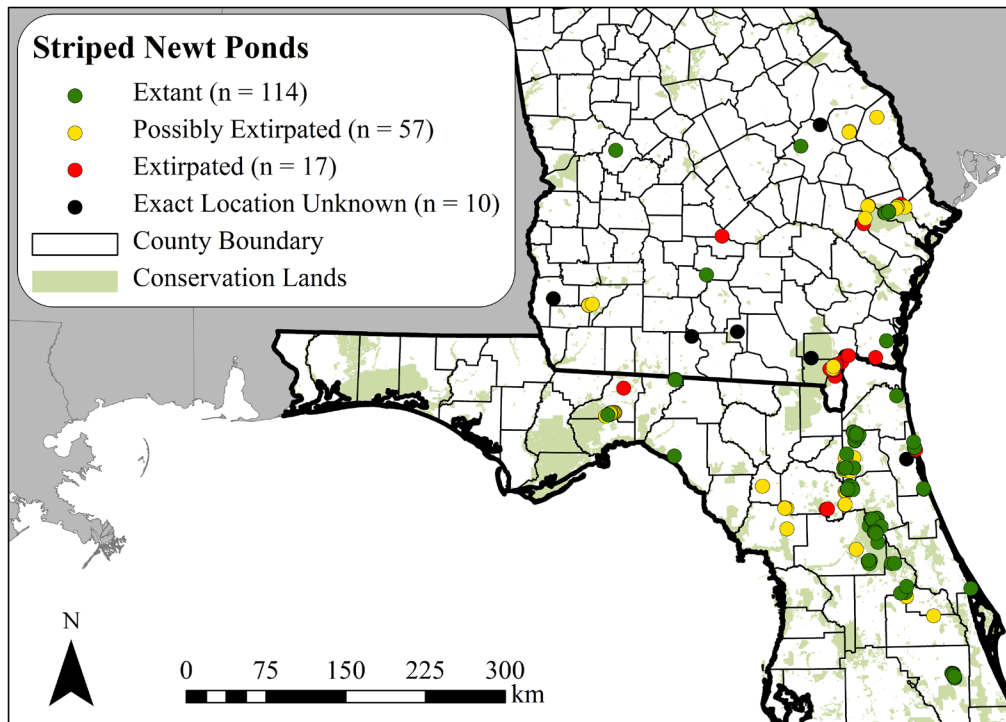 Striped Newt Ponds
Extant (n = 114)
Possibly Extirpated (n = 57)
Extirpated (n = 17)
Exact Location Unknown (n = 10)
County Boundary
Conservation Lands
N
0 75 150 225 300
km